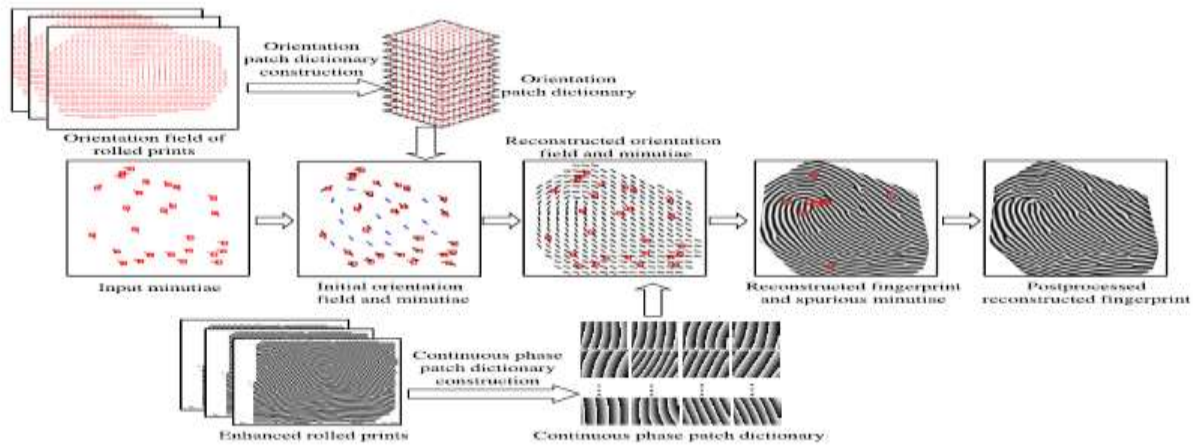 Orientation
patch dictionary
construction
Orientation
patch dictionary
Orientation field of
rolled prints
Reconstructed orientation
field and minutiae
Input minutiae
Initial orientation
field and minutiae
Reconstructed fingerprint
and spurious minutiae
Postprocessed
reconstructed fingerprint
Continuous phase
patch dictionary
construction
Enhanced rolled prints
Continuous phase patch dictionary